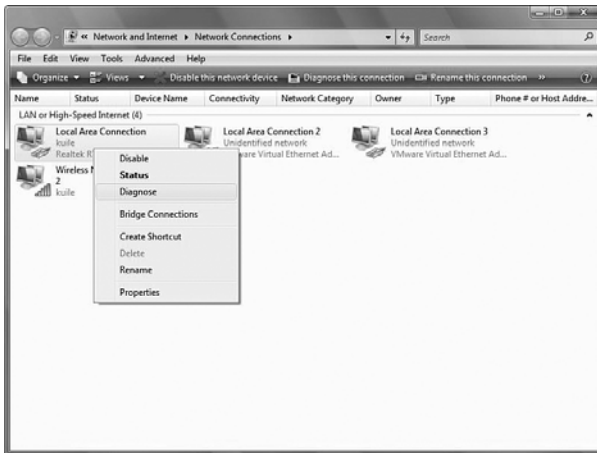 « Network and Internet ▸ Network Connections ▸
Search
File Edit View Tools Advanced Help
Organize Views Disable this network device Diagnose this connection Rename this connection »
Name Status Device Name Connectivity Network Category Owner Type Phone # or Host Addre...
LAN or High-Speed Internet (4)
Local Area Connection
kuile
Realtek
Local Area Connection 2
Unidentified network
Virtual Ethernet Ad...
Local Area Connection 3
Unidentified network
VMware Virtual Ethernet Ad...
Wireless
2
kuile
Disable
Status
Diagnose
Bridge Connections
Create Shortcut
Delete
Rename
Properties